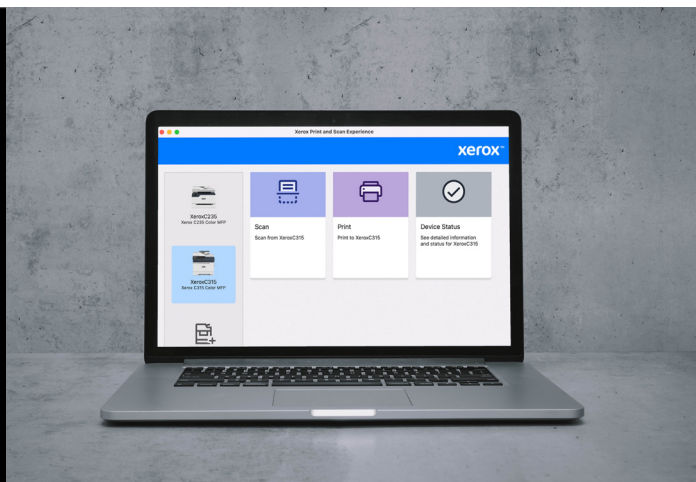 Xerox Print and Scan Experience
xerox™
XeroxC235
Xerox C235 Color MFP
XeroxC315
Xerox C315 Color MFP
Scan
Scan from XeroxC315
Print
Print to XeroxC315
Device Status
See detailed information
and status for XeroxC315